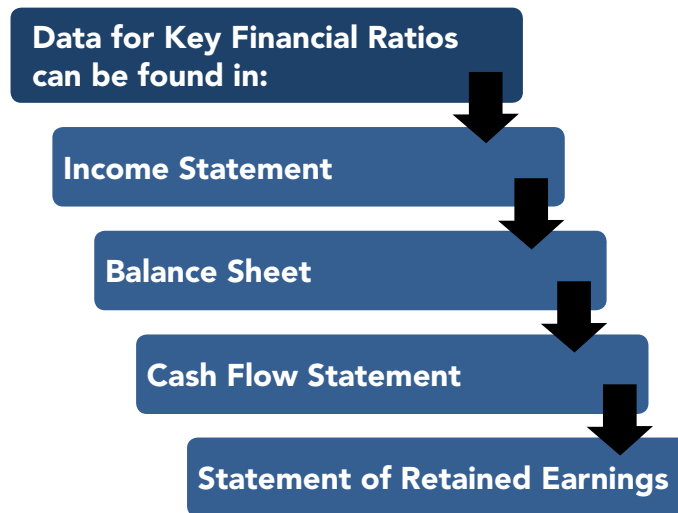 Data for Key Financial Ratios
can be found in:
Income Statement
Balance Sheet
Cash Flow Statement
Statement of Retained Earnings